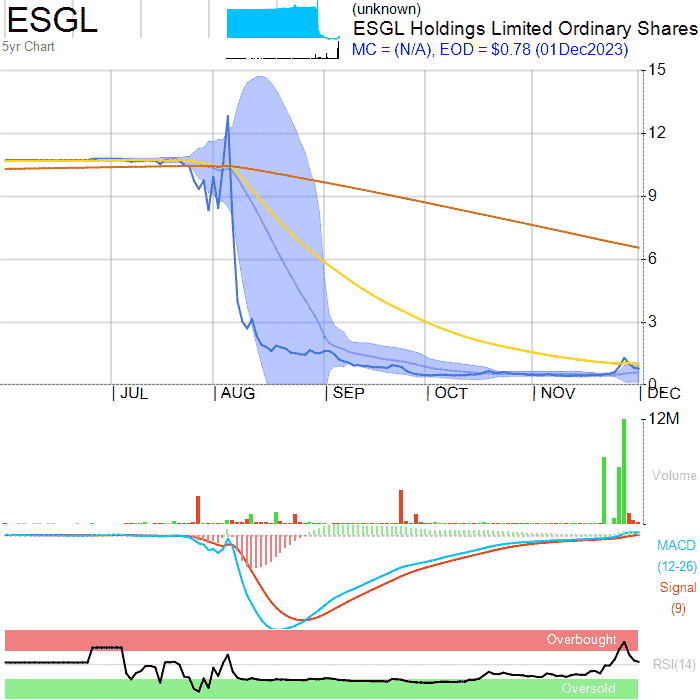 ESGL
5yr Chart
(unknown)
ESGL Holdings Limited Ordinary Shares
MC = (N/A), EOD = $0.78 (01Dec2023)
15
12
9
6
3
0
JUL
AUG
SEP
OCT
NOV
DEC
12M
Volume
MACD
(12-26)
Signal
(9)
Overbought
RSI(14)
Oversold